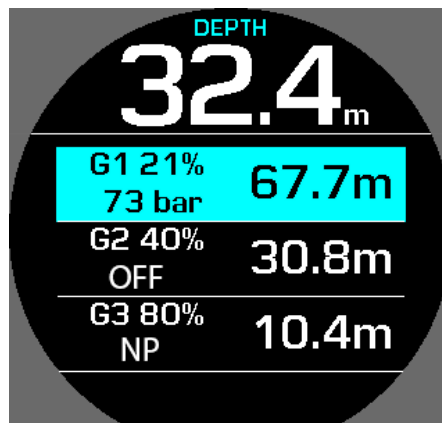 DEPTH
32.4m
G1 21% 67.7m
73 bar
G2 40% 30.8m
OFF
G3 80% 10.4m
NP